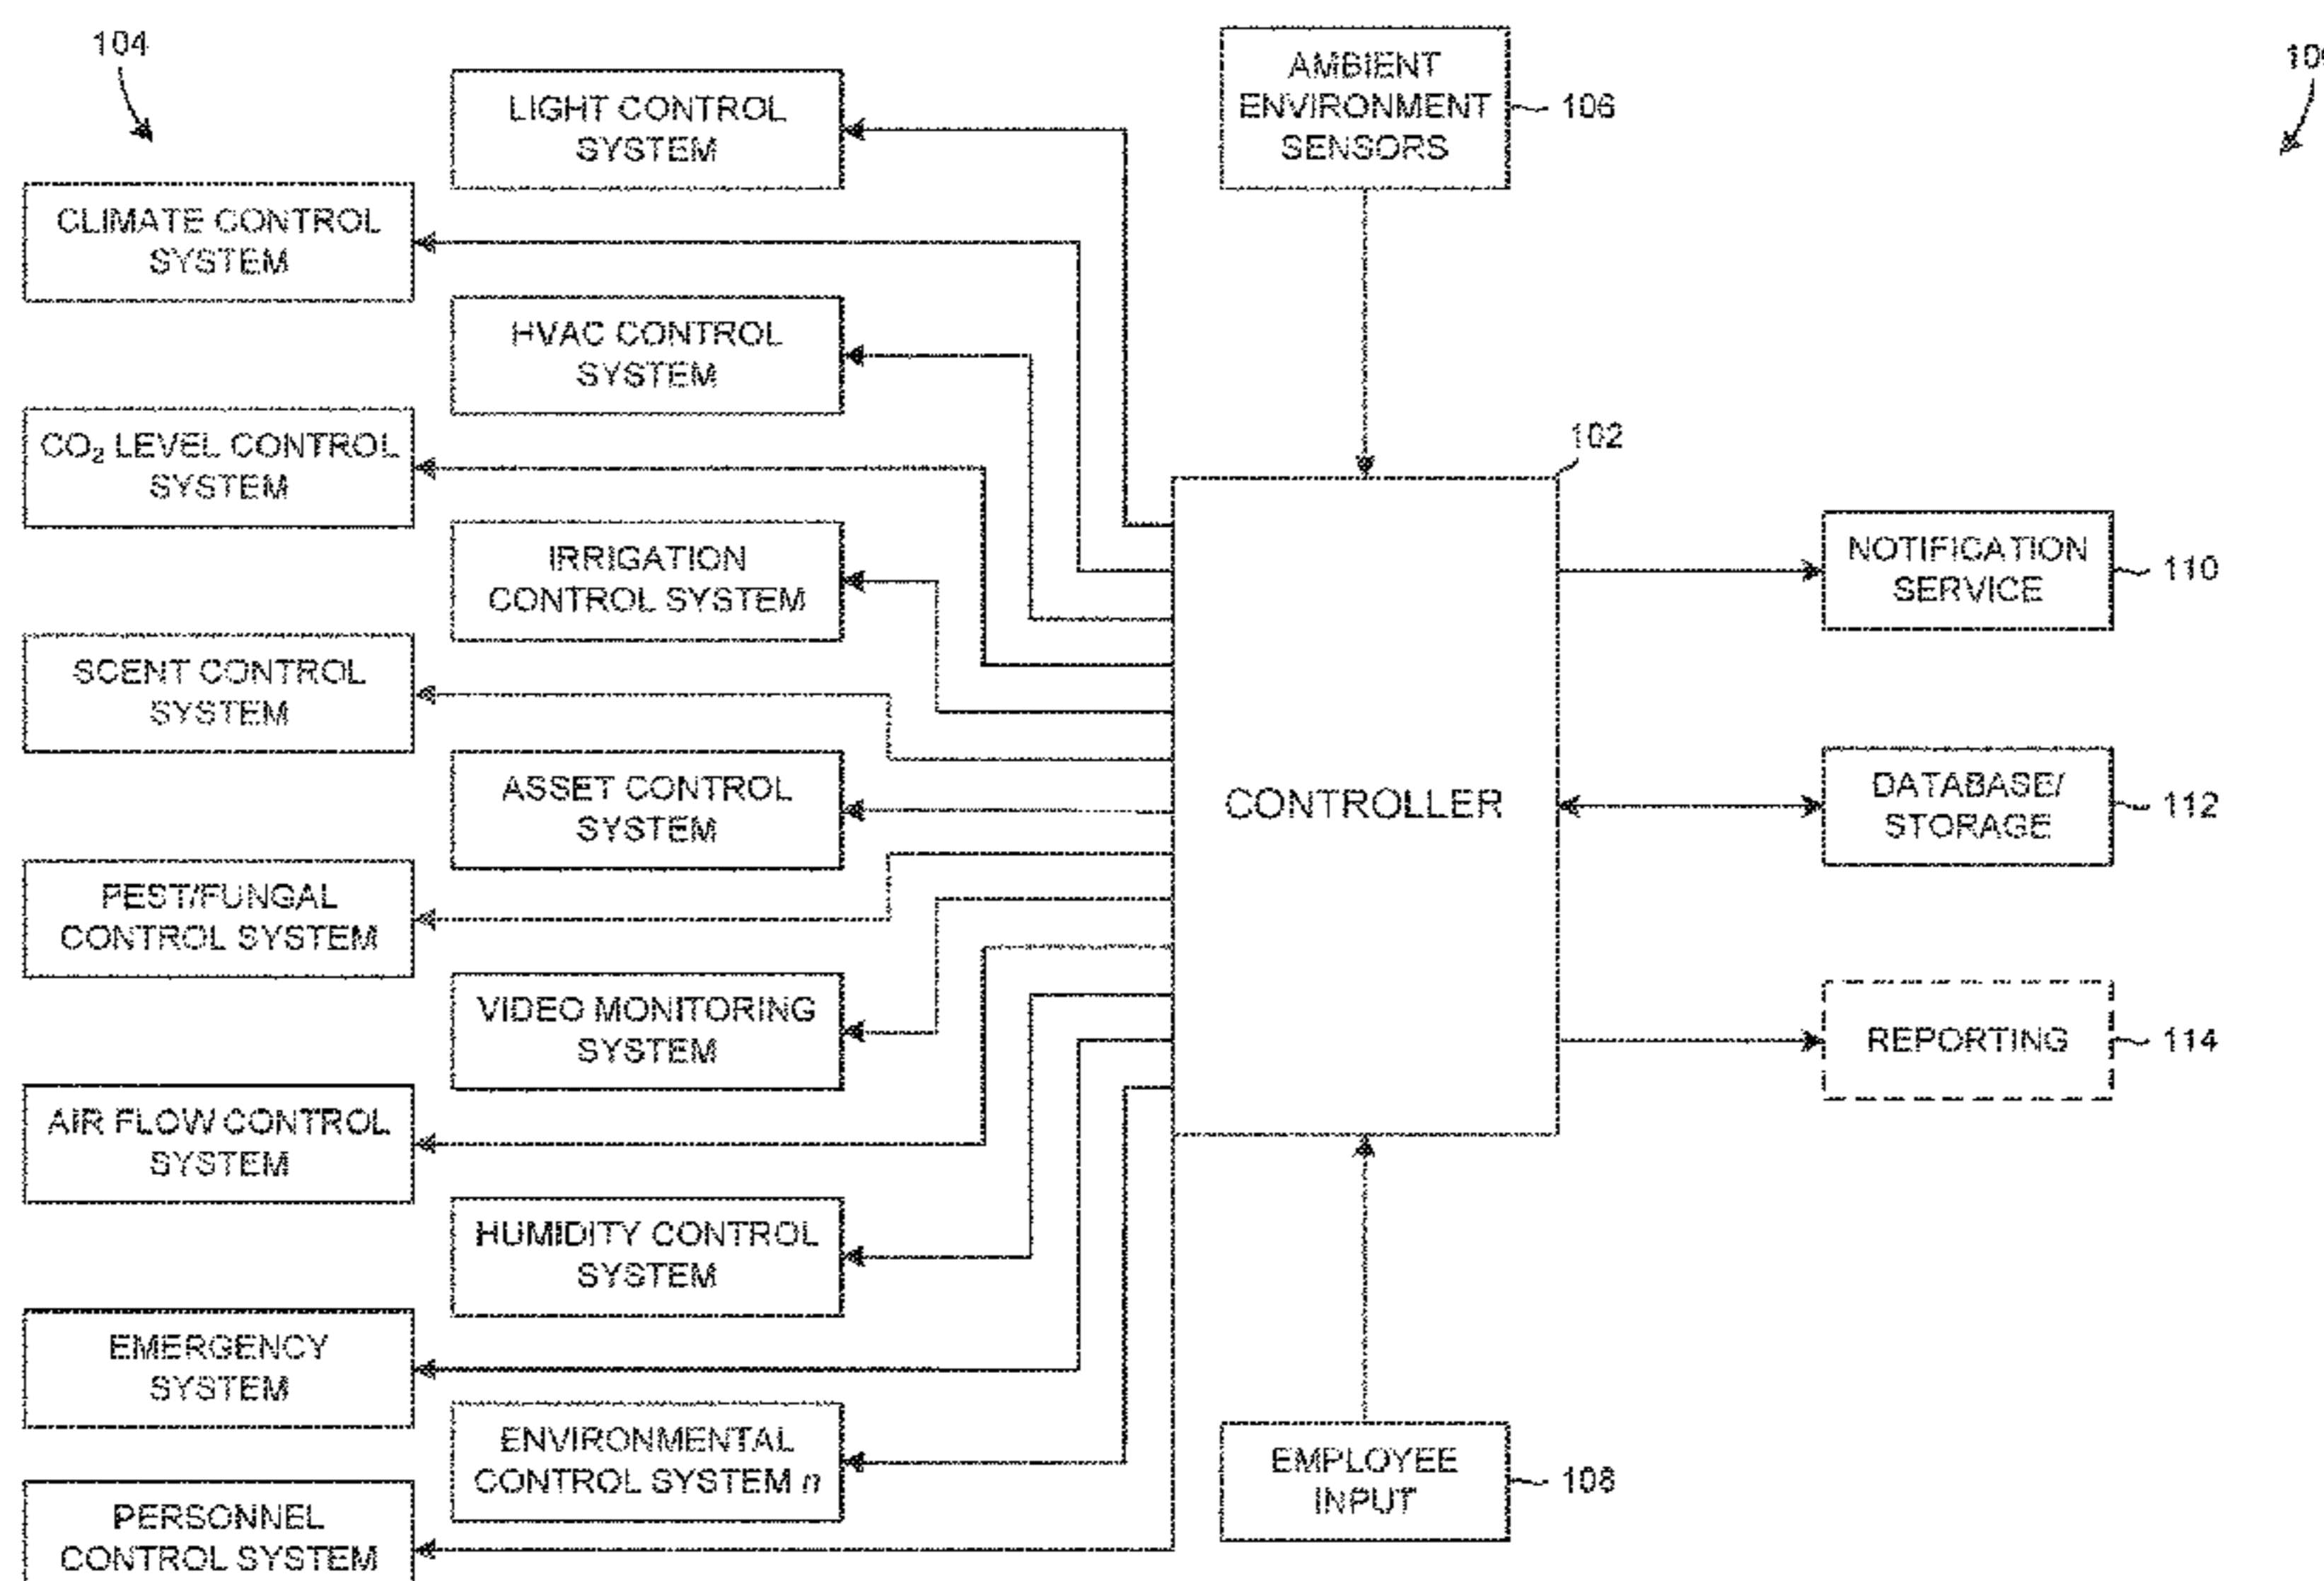 104
LIGHT CONTROL
SYSTEM
AMBIENT
ENVIRONMENT
SENSORS
106
CLIMATE CONTROL
SYSTEM
HVAC CONTROL
SYSTEM
CO₂ LEVEL CONTROL
SYSTEM
102
IRRIGATION
CONTROL SYSTEM
NOTIFICATION
SERVICE
110
SCENT CONTROL
SYSTEM
ASSET CONTROL
SYSTEM
CONTROLLER
DATABASE/
STORAGE
112
PEST/FUNGAL
CONTROL SYSTEM
VIDEO MONITORING
SYSTEM
REPORTING
114
AIR FLOW CONTROL
SYSTEM
HUMIDITY CONTROL
SYSTEM
EMERGENCY
SYSTEM
ENVIRONMENTAL
CONTROL SYSTEM n
EMPLOYEE
INPUT
108
PERSONNEL
CONTROL SYSTEM